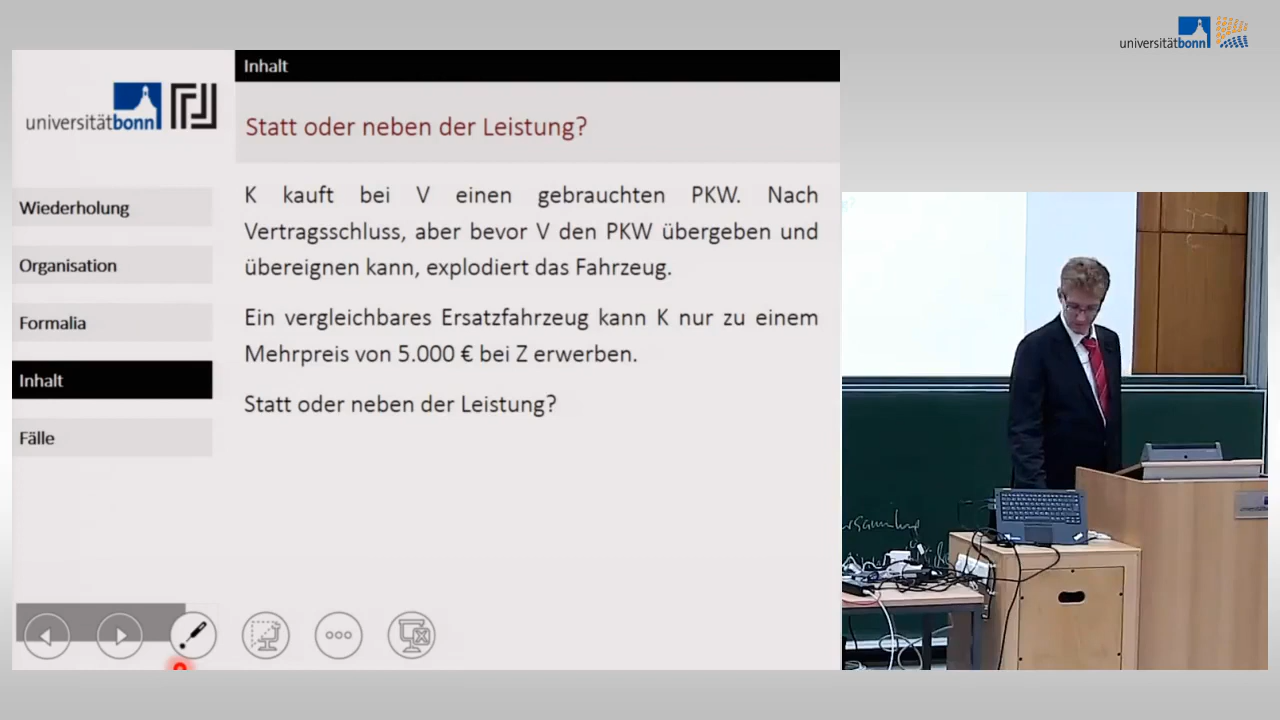 universitätbonn
universitätbonn
Inhalt
Statt oder neben der Leistung?
Wiederholung
Organisation
Formalia
Inhalt
Fälle
K kauft bei V einen gebrauchten PKW. Nach
Vertragsschluss, aber bevor V den PKW übergeben und
übereignen kann, explodiert das Fahrzeug.
Ein vergleichbares Ersatzfahrzeug kann K nur zu einem
Mehrpreis von 5.000 € bei Z erwerben.
Statt oder neben der Leistung?